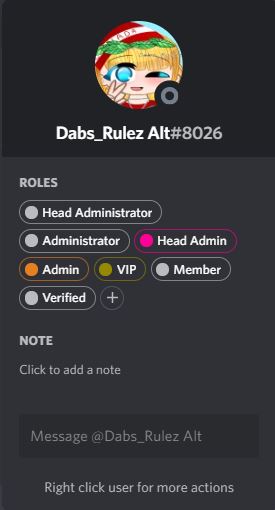 Dabs_Rulez Alt#8026
ROLES
Head Administrator
Administrator Head Admin
Admin VIP Member
Verified +
NOTE
Click to add a note
Message @Dabs_Rulez Alt
Right click user for more actions